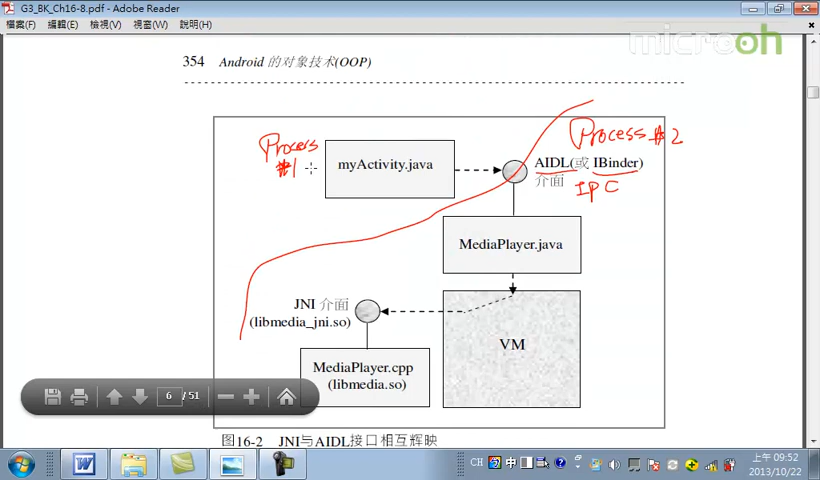 G3_BK_Ch16-8.pdf - Adobe Reader
檔案(F) 編輯(E) 檢視(V) 視窗(W) 說明(H)
microoh
354 Android 的对象技术(OOP)
Process #1
Process #2
myActivity.java
AIDL(或 IBinder)
介面
IPC
MediaPlayer.java
JNI 介面
(libmedia_jni.so)
VM
MediaPlayer.cpp
(libmedia.so)
6 / 51
图16-2 JNI与AIDL接口相互辉映
CH 中
上午 09:52
2013/10/22